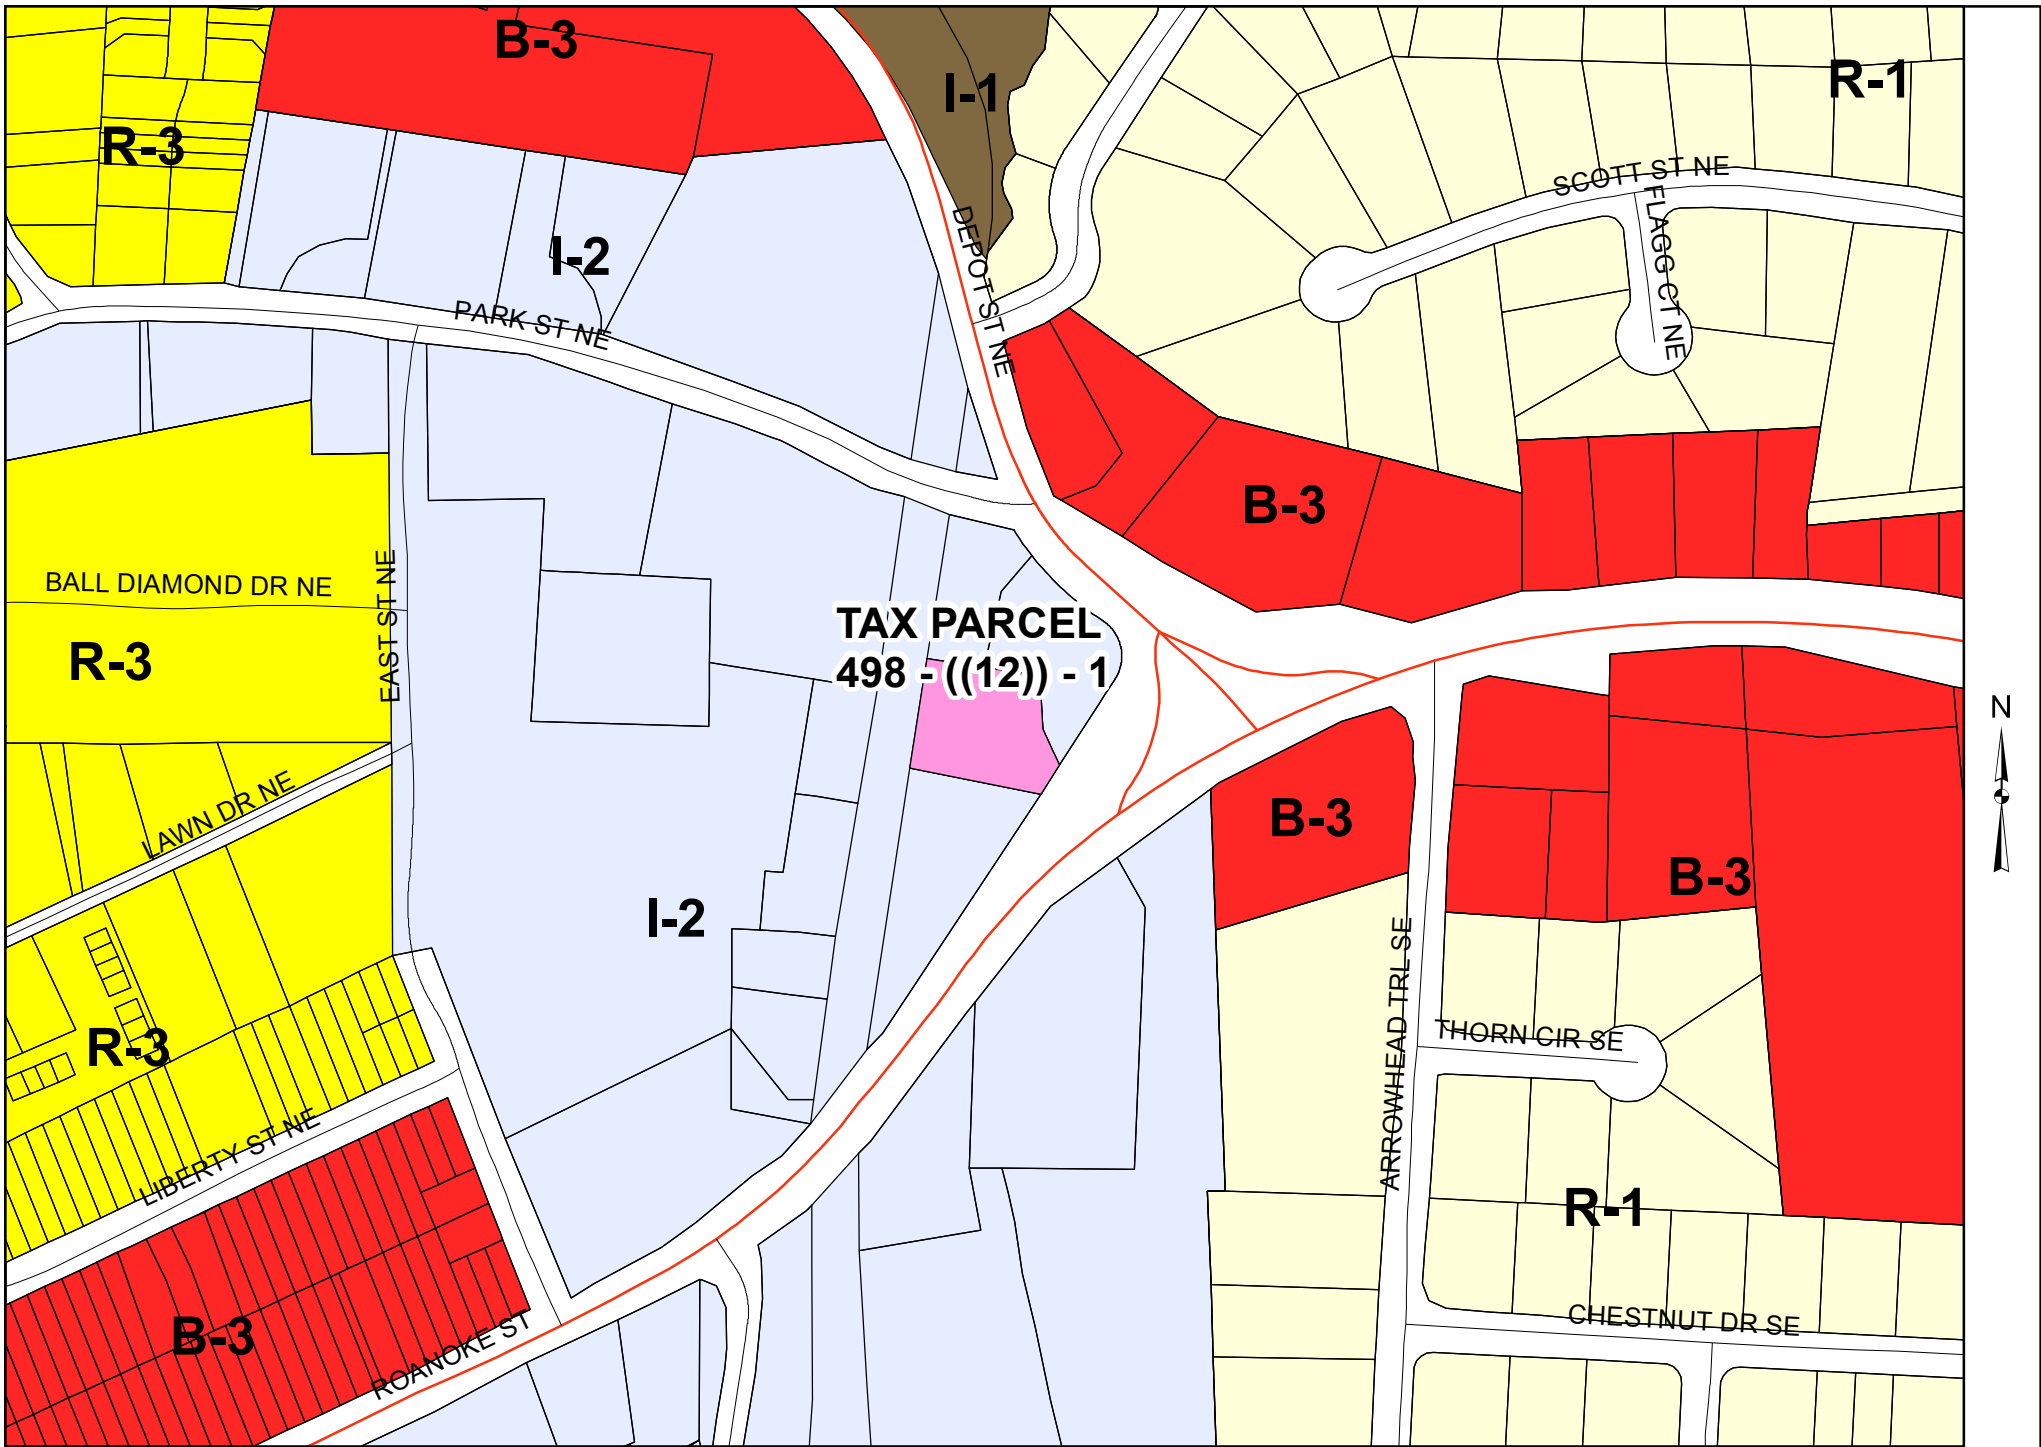 B-3
I-1
R-1
R-3
SCOTT ST NE
FLAGG CT NE
I-2
DEPOT ST NE
PARK ST NE
B-3
BALL DIAMOND DR NE
EAST ST NE
TAX PARCEL
498 - ((12)) - 1
R-3
N
LAWN DR NE
B-3
B-3
I-2
ARROWHEAD TRL SE
THORN CIR SE
R-3
LIBERTY ST NE
R-1
CHESTNUT DR SE
B-3
ROANOKE ST